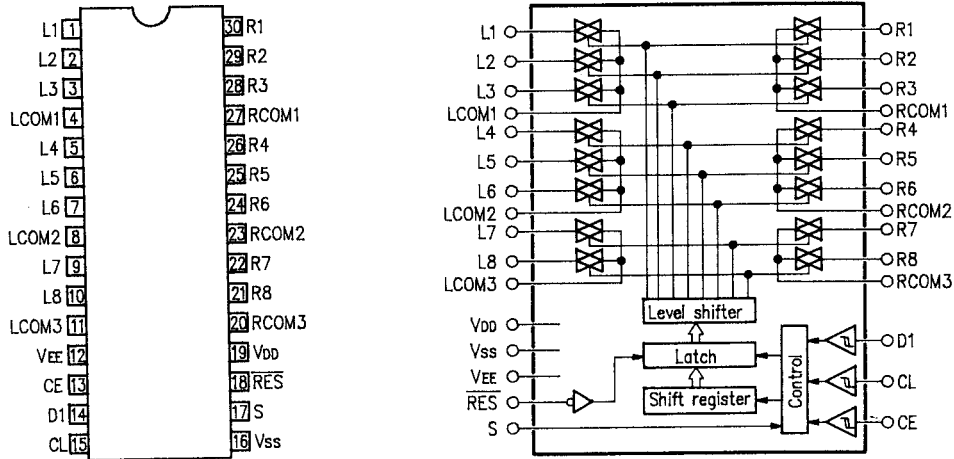 L1 1 30 R1
L2 2 29 R2
L3 3 28 R3
LCOM1 4 27 RCOM1
L4 5 26 R4
L5 6 25 R5
L6 7 24 R6
LCOM2 8 23 RCOM2
L7 9 22 R7
L8 10 21 R8
LCOM3 11 20 RCOM3
VEE 12 19 VDD
CE 13 18 RES
D1 14 17 S
CL 15 16 Vss
L1 R1
L2 R2
L3 R3
LCOM1 RCOM1
L4 R4
L5 R5
L6 R6
LCOM2 RCOM2
L7 R7
L8 R8
LCOM3 RCOM3
Level shifter
VDD
D1
Vss
Latch
VEE
Control
CL
RES
Shift register
S
CE